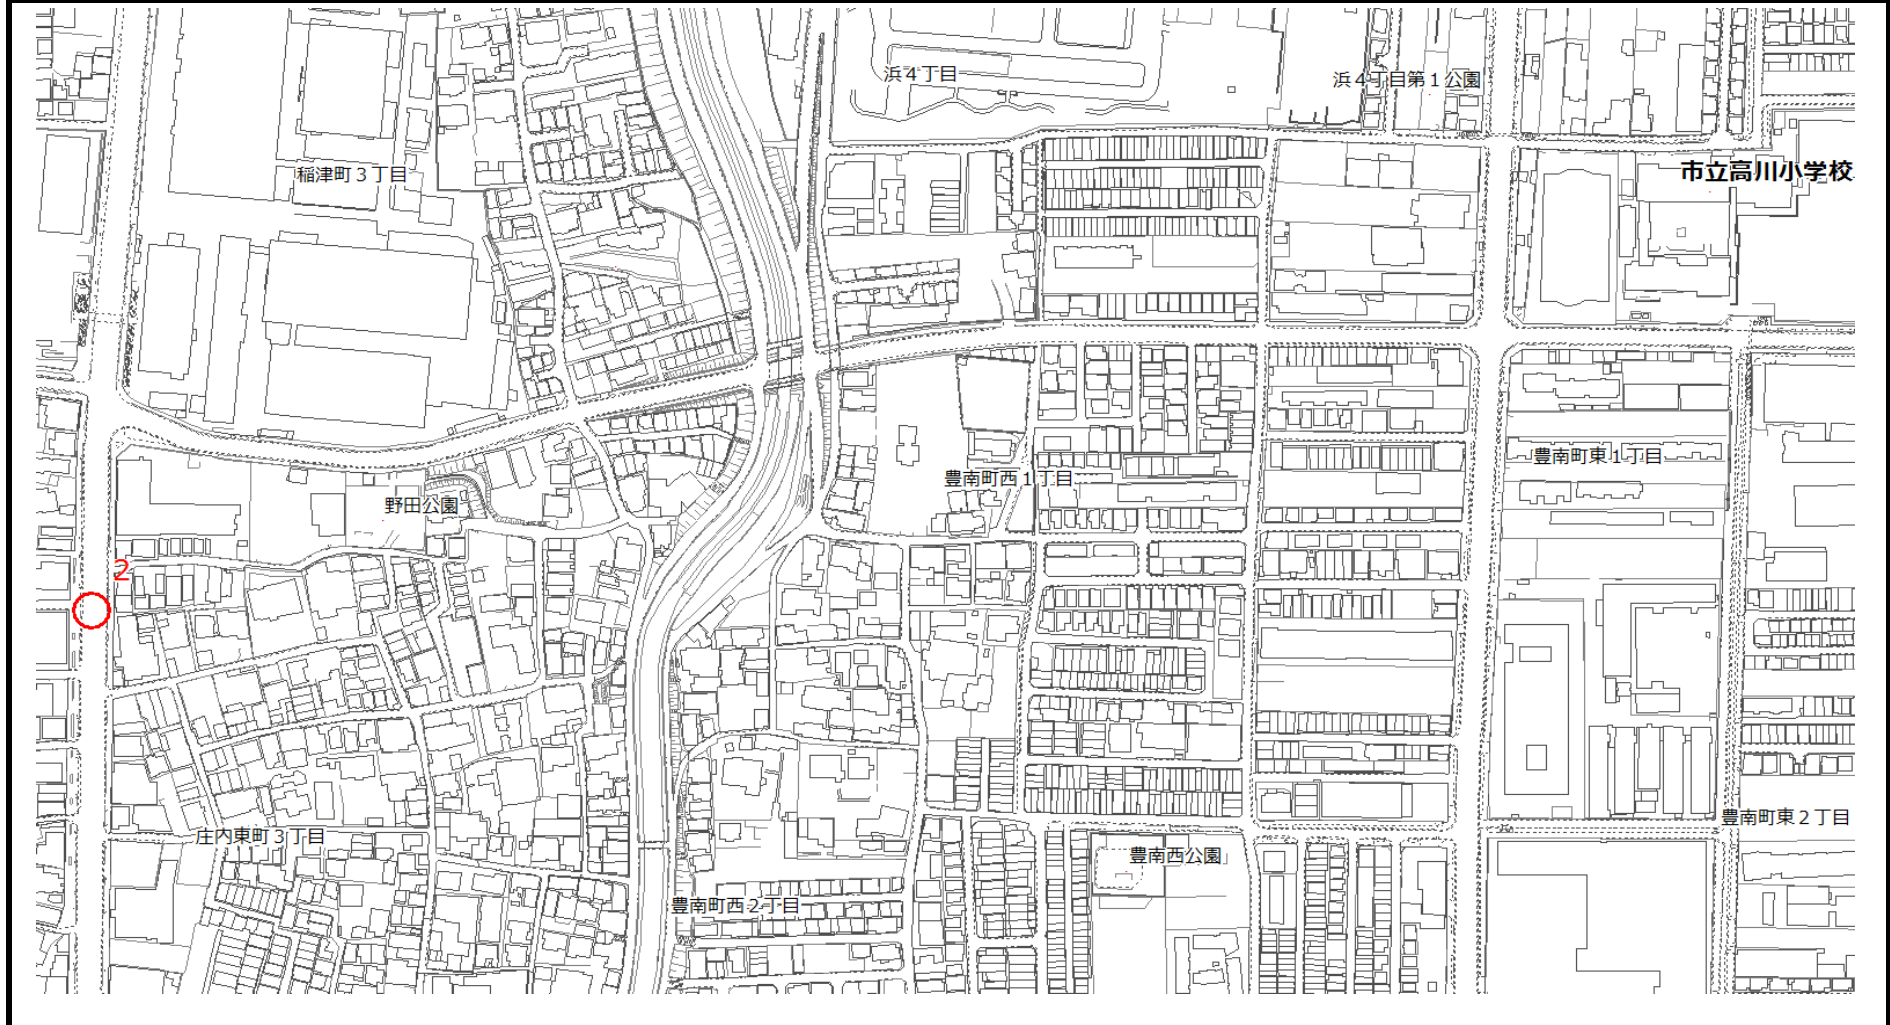 浜4丁目
浜4丁目第1公園
市立高川小学校
稲津町3丁目
豊南町東1丁目
豊南町西1丁目
野田公園
2
豊南町東2丁目
庄内東町3丁目
豊南西公園
豊南町西2丁目